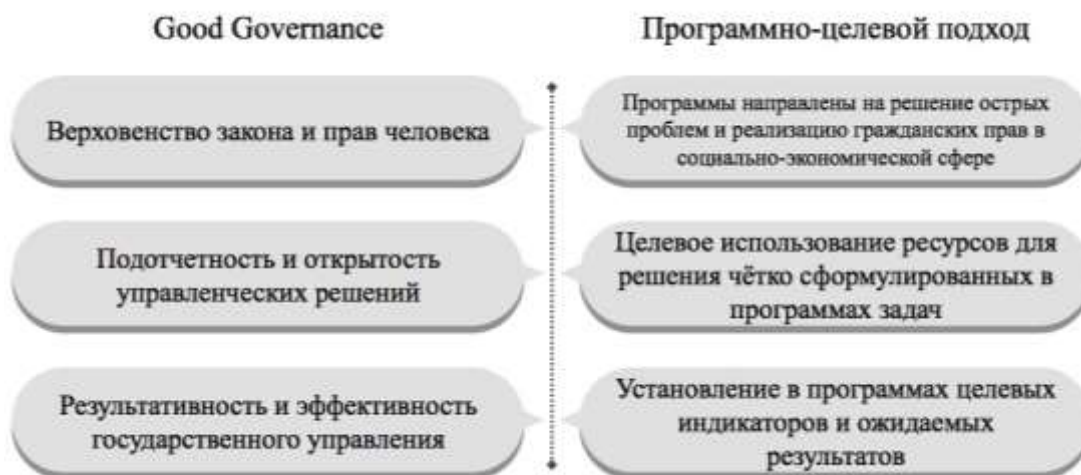 Good Governance
Программно-целевой подход
Верховенство закона и прав человека
Программы направлены на решение острых
проблем и реализацию гражданских прав в
социально-экономической сфере
Подотчетность и открытость
управленческих решений
Целевое использование ресурсов для
решения чётко сформулированных в
программах задач
Результативность и эффективность
государственного управления
Установление в программах целевых
индикаторов и ожидаемых
результатов